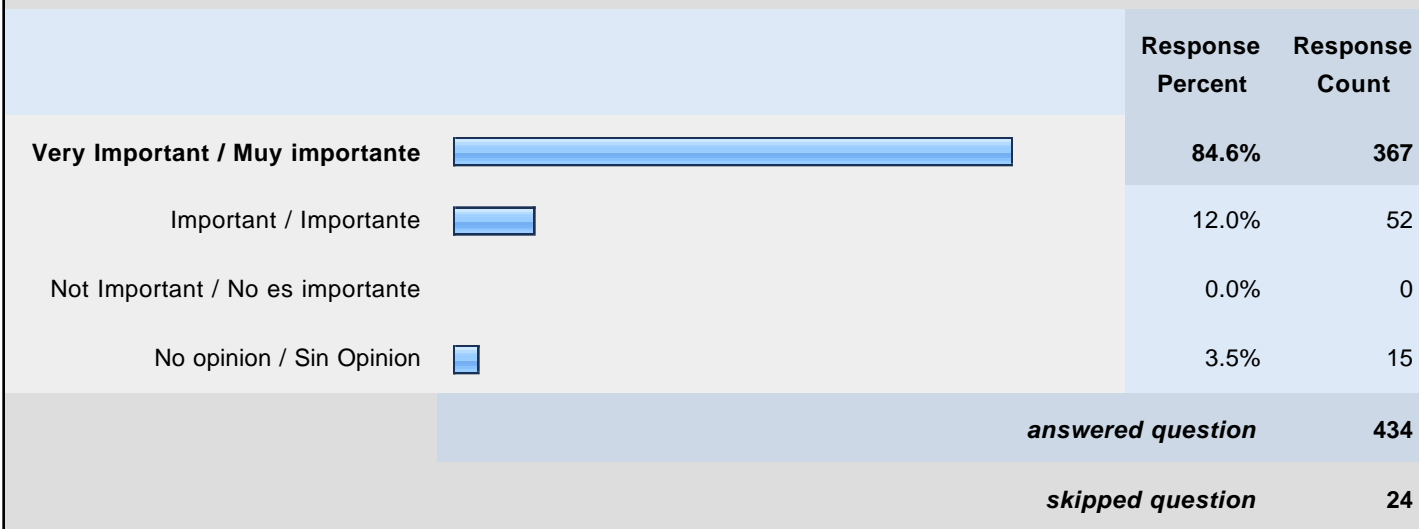 Response Percent Response Count
Very Important / Muy importante 84.6% 367
Important / Importante 12.0% 52
Not Important / No es importante 0.0% 0
No opinion / Sin Opinion 3.5% 15
answered question 434
skipped question 24